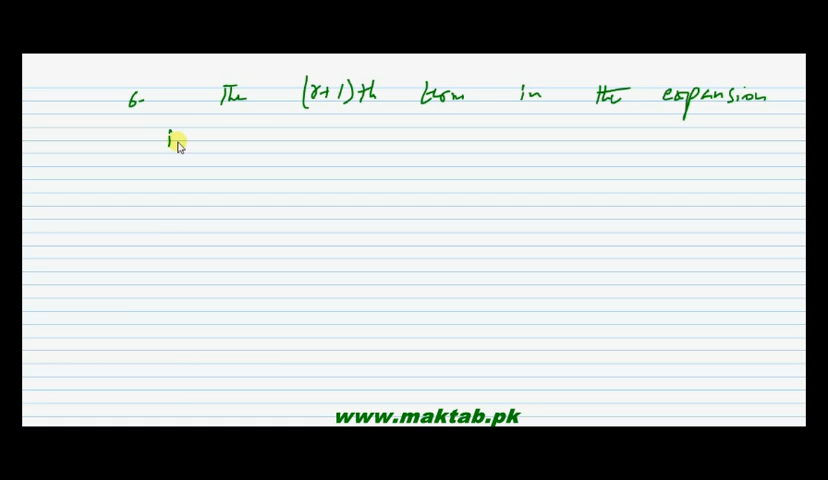 6- The (r+1)th term in the expansion
i
www.maktab.pk